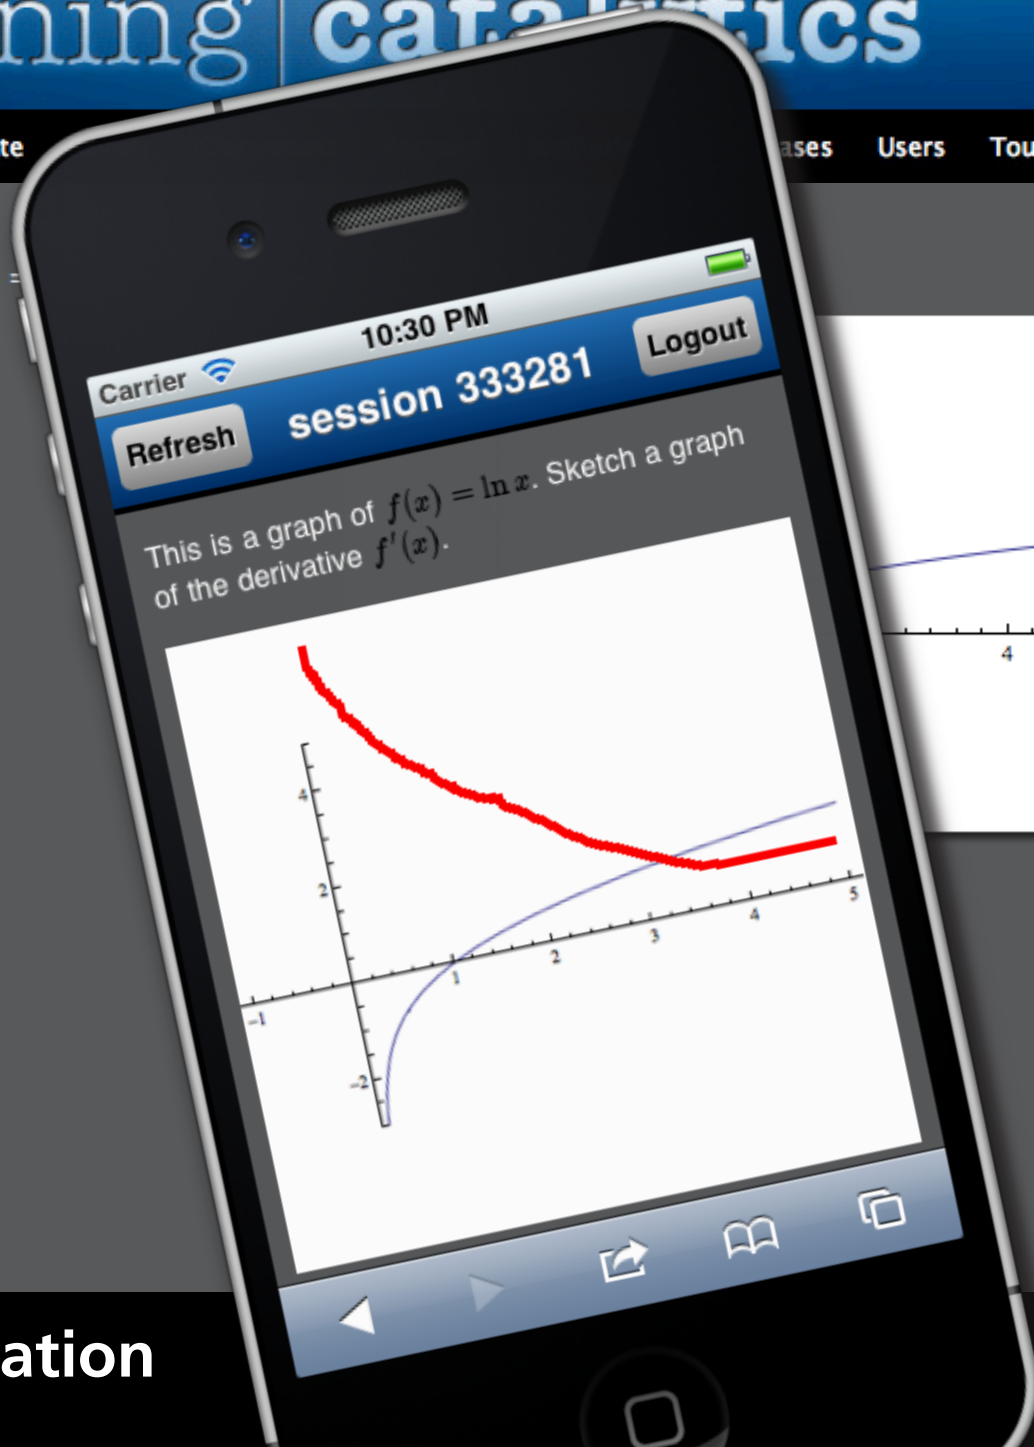 ning | catalytics
te
ases Users Tou
=
Carrier 10:30 PM
Refresh session 333281 Logout
This is a graph of f(x) = ln x. Sketch a graph
of the derivative f′(x).
4
2
-1 1 2 3 4 5
-2
4
ation